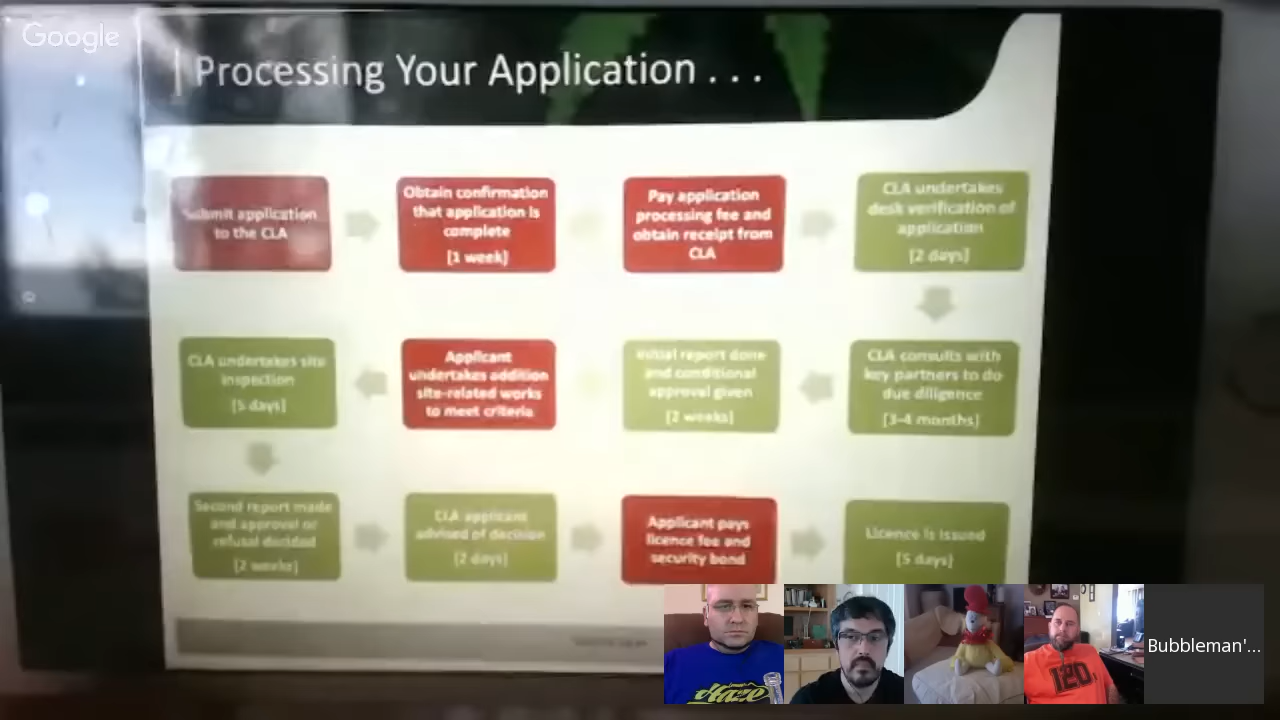 Google
Processing Your Application . . .
Submit application
to the CLA
Obtain confirmation
that application is
complete
[1 week]
Pay application
processing fee and
obtain receipt from
CLA
CLA undertakes
desk verification of
application
[2 days]
CLA undertakes site
inspection
[5 days]
Applicant
undertakes addition
site-related works
to meet criteria
Initial report done
and conditional
approval given
[2 weeks]
CLA consults with
key partners to do
due diligence
[3-4 months]
Second report made
and approval or
refusal decided
[2 weeks]
CLA applicant
advised of decision
[2 days]
Applicant pays
licence fee and
security bond
Licence is issued
[5 days]
Haze
120
Bubbleman'...